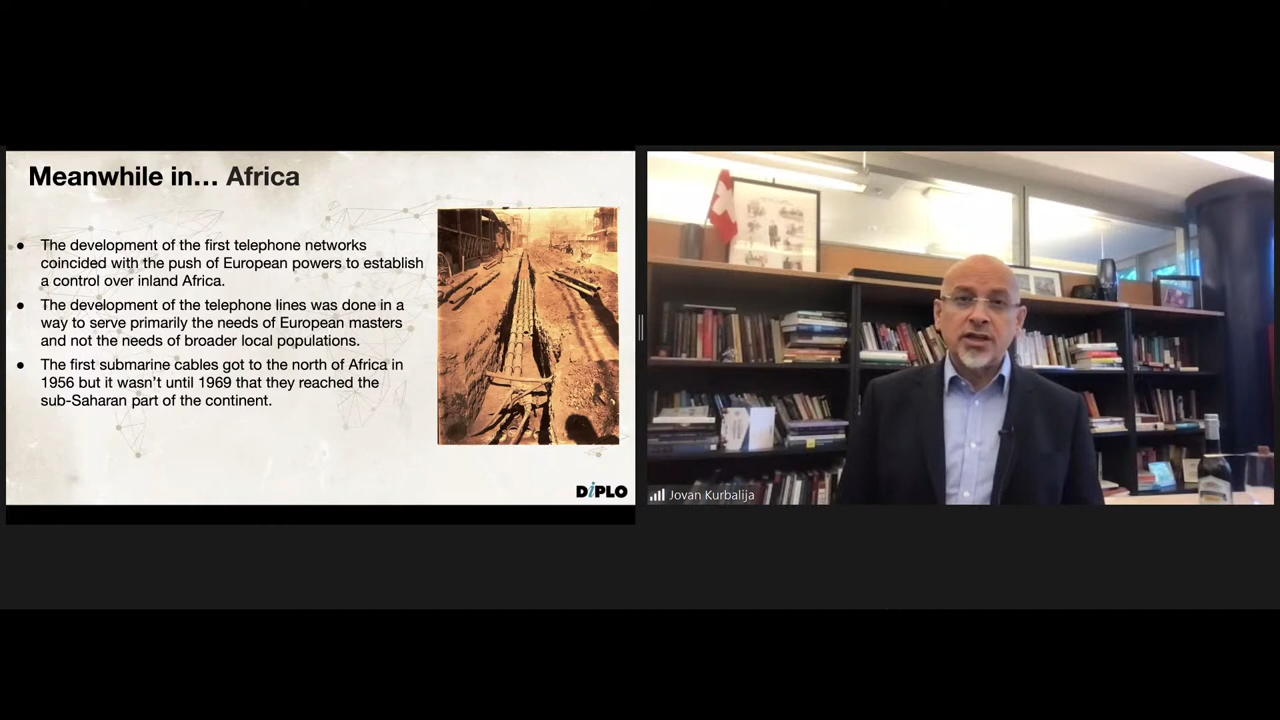 Meanwhile in... Africa
● The development of the first telephone networks
coincided with the push of European powers to establish
a control over inland Africa.
● The development of the telephone lines was done in a
way to serve primarily the needs of European masters
and not the needs of broader local populations.
● The first submarine cables got to the north of Africa in
1956 but it wasn't until 1969 that they reached the
sub-Saharan part of the continent.
DiPLO
Jovan Kurbalija